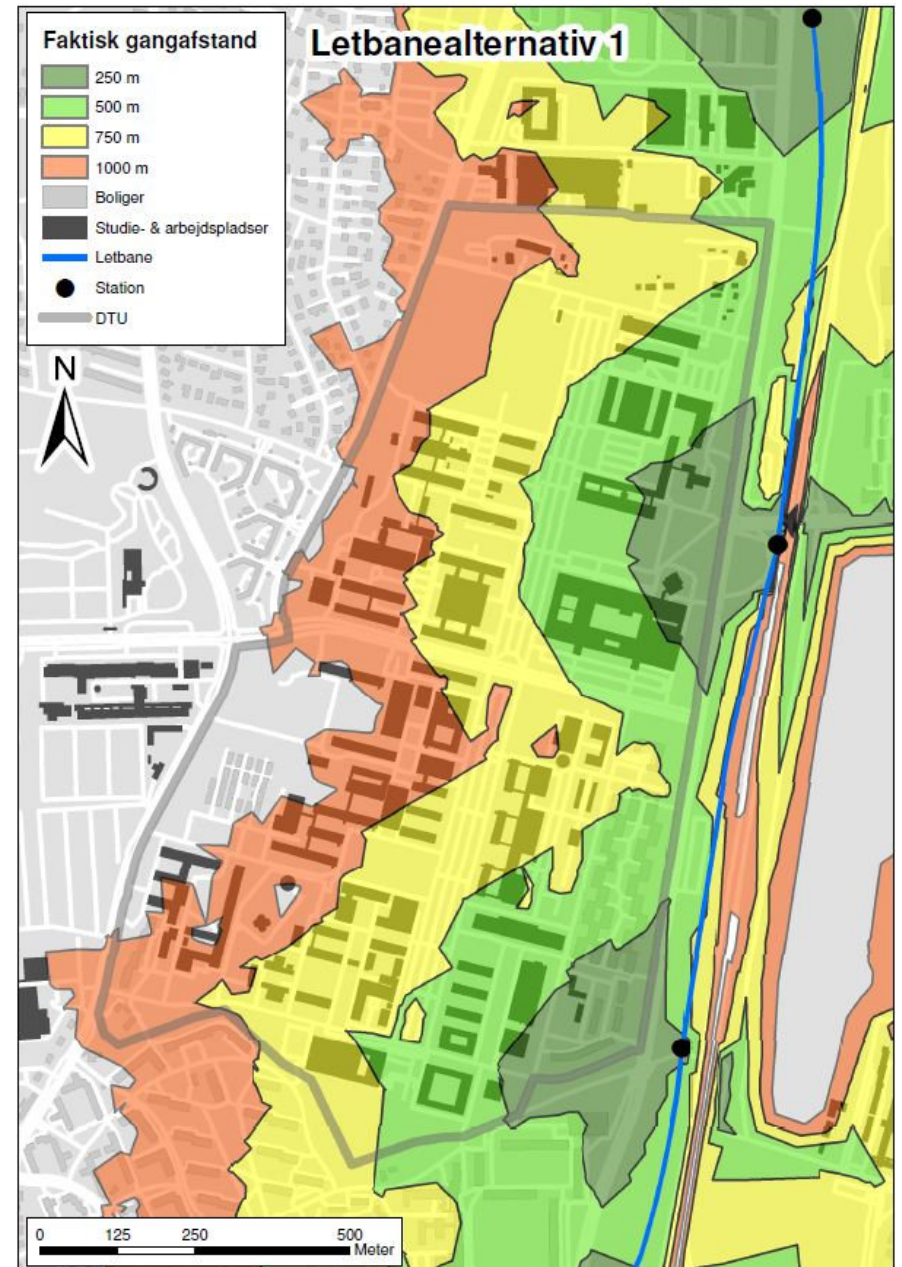 Letbanealternativ 1
Faktisk gangafstand
250 m
500 m
750 m
1000 m
Boliger
Studie- & arbejdspladser
Letbane
Station
DTU
N
0 125 250 500
Meter